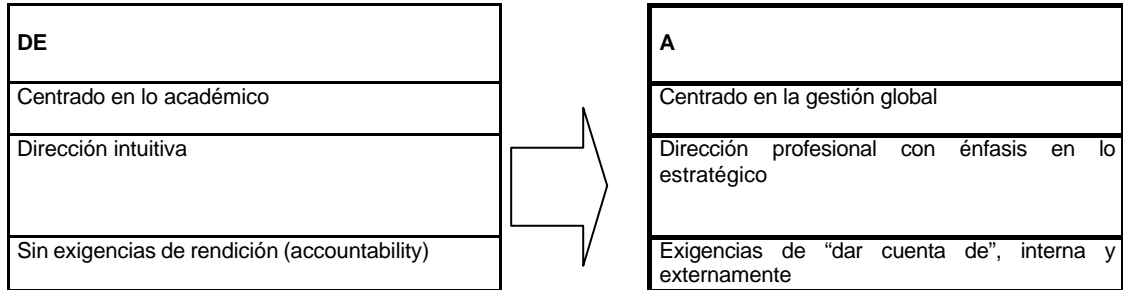 DE
Centrado en lo académico
Dirección intuitiva
Sin exigencias de rendición (accountability)
A
Centrado en la gestión global
Dirección profesional con énfasis en lo
estratégico
Exigencias de “dar cuenta de”, interna y
externamente